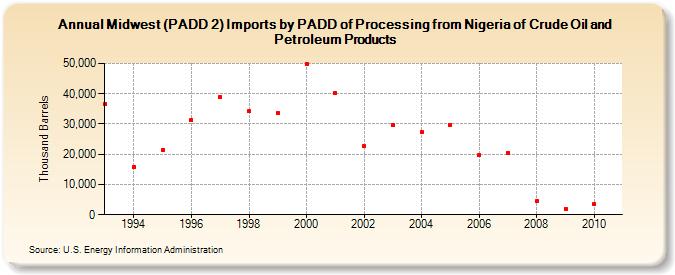 Annual Midwest (PADD 2) Imports by PADD of Processing from Nigeria of Crude Oil and
Petroleum Products
Thousand Barrels
50,000
40,000
30,000
20,000
10,000
0
1994 1996 1998 2000 2002 2004 2006 2008 2010
Source: U.S. Energy Information Administration